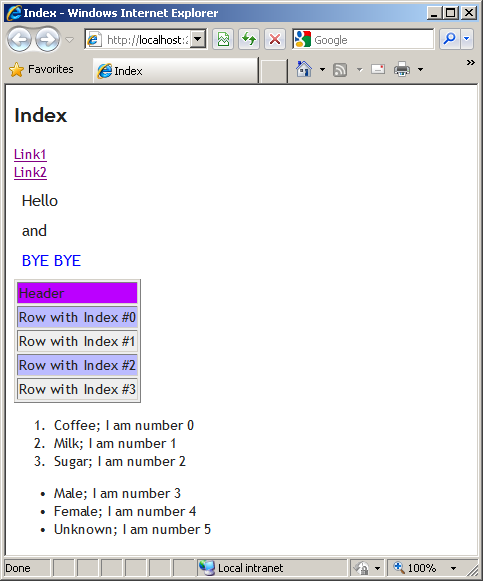 Index - Windows Internet Explorer
http://localhost:2
Google
Favorites
Index
»
Index
Link1
Link2
Hello
and
BYE BYE
Header
Row with Index #0
Row with Index #1
Row with Index #2
Row with Index #3
1. Coffee; I am number 0
2. Milk; I am number 1
3. Sugar; I am number 2
• Male; I am number 3
• Female; I am number 4
• Unknown; I am number 5
Done Local intranet 100%